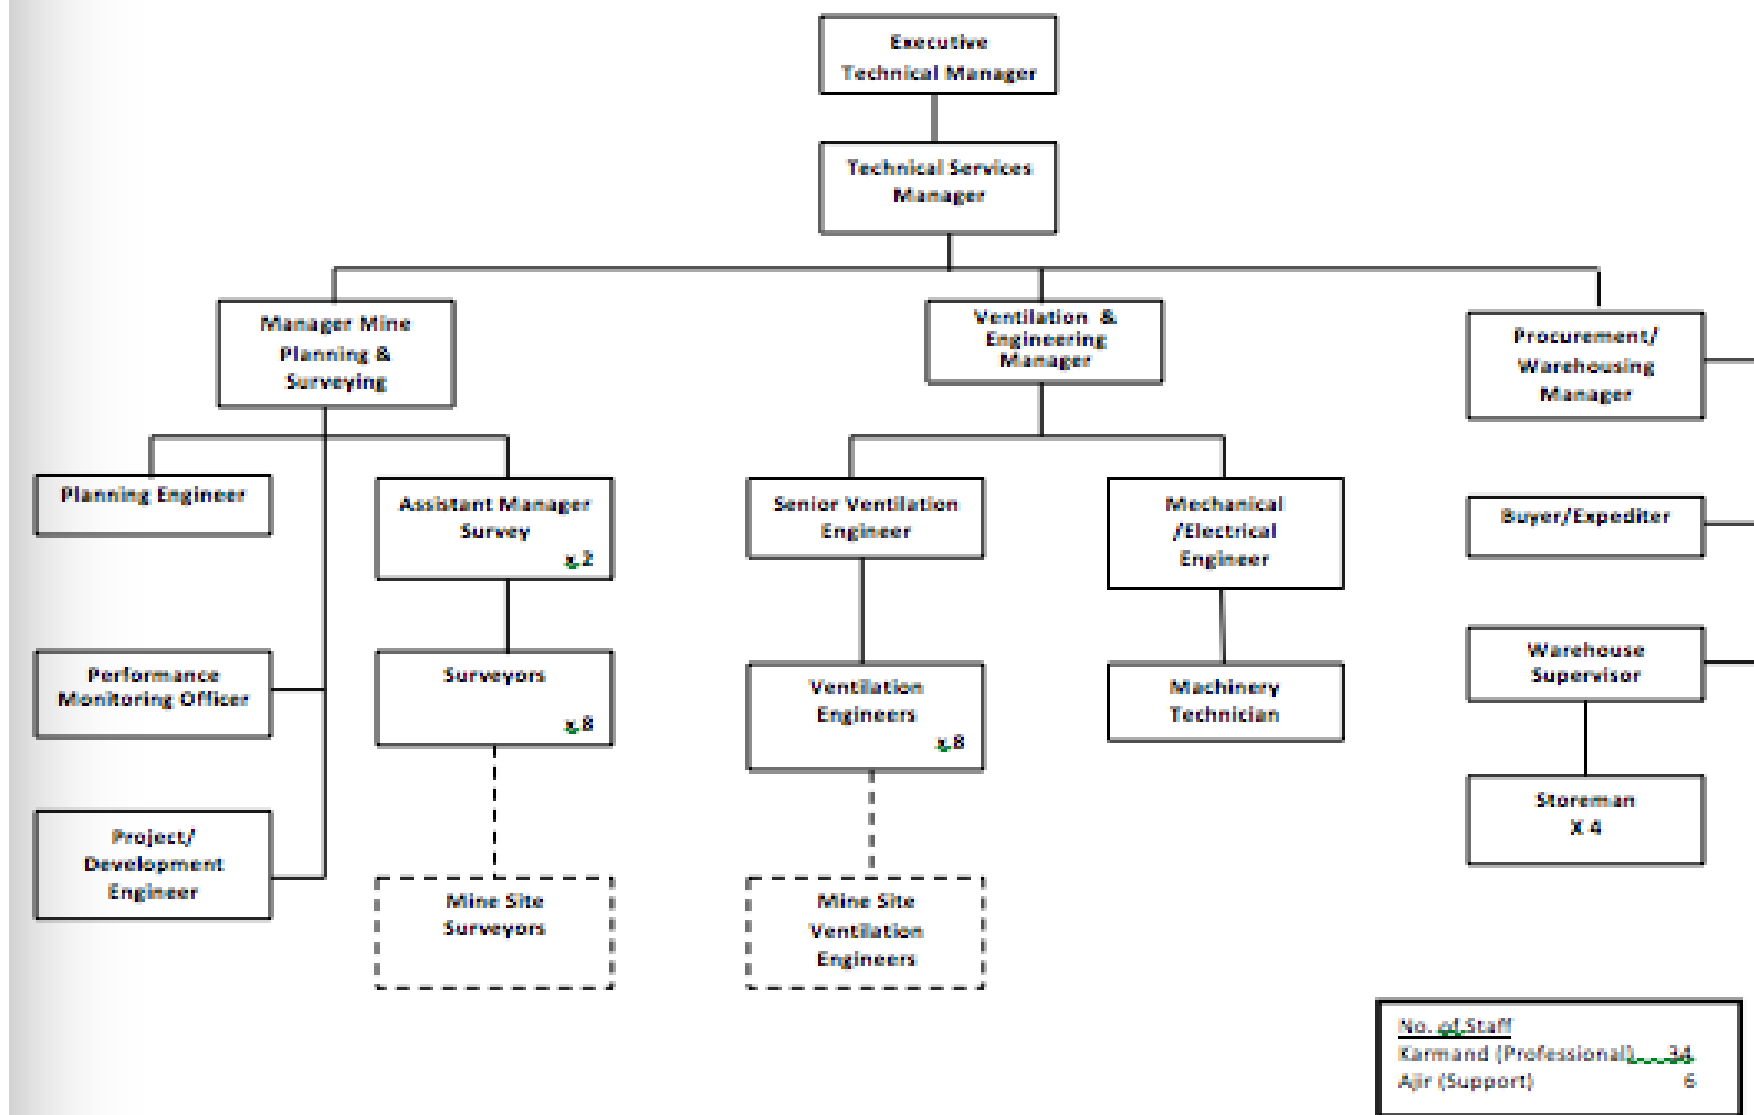 Executive
Technical Manager
Technical Services
Manager
Manager Mine
Planning &
Surveying
Ventilation &
Engineering
Manager
Procurement/
Warehousing
Manager
Planning Engineer
Assistant Manager
Survey
x 2
Senior Ventilation
Engineer
Mechanical
/Electrical
Engineer
Buyer/Expediter
Performance
Monitoring Officer
Surveyors
x 8
Ventilation
Engineers
x 8
Machinery
Technician
Warehouse
Supervisor
Project/
Development
Engineer
Storeman
X 4
Mine Site
Surveyors
Mine Site
Ventilation
Engineers
No. of Staff
Karmand (Professional) 34
Ajir (Support) 6